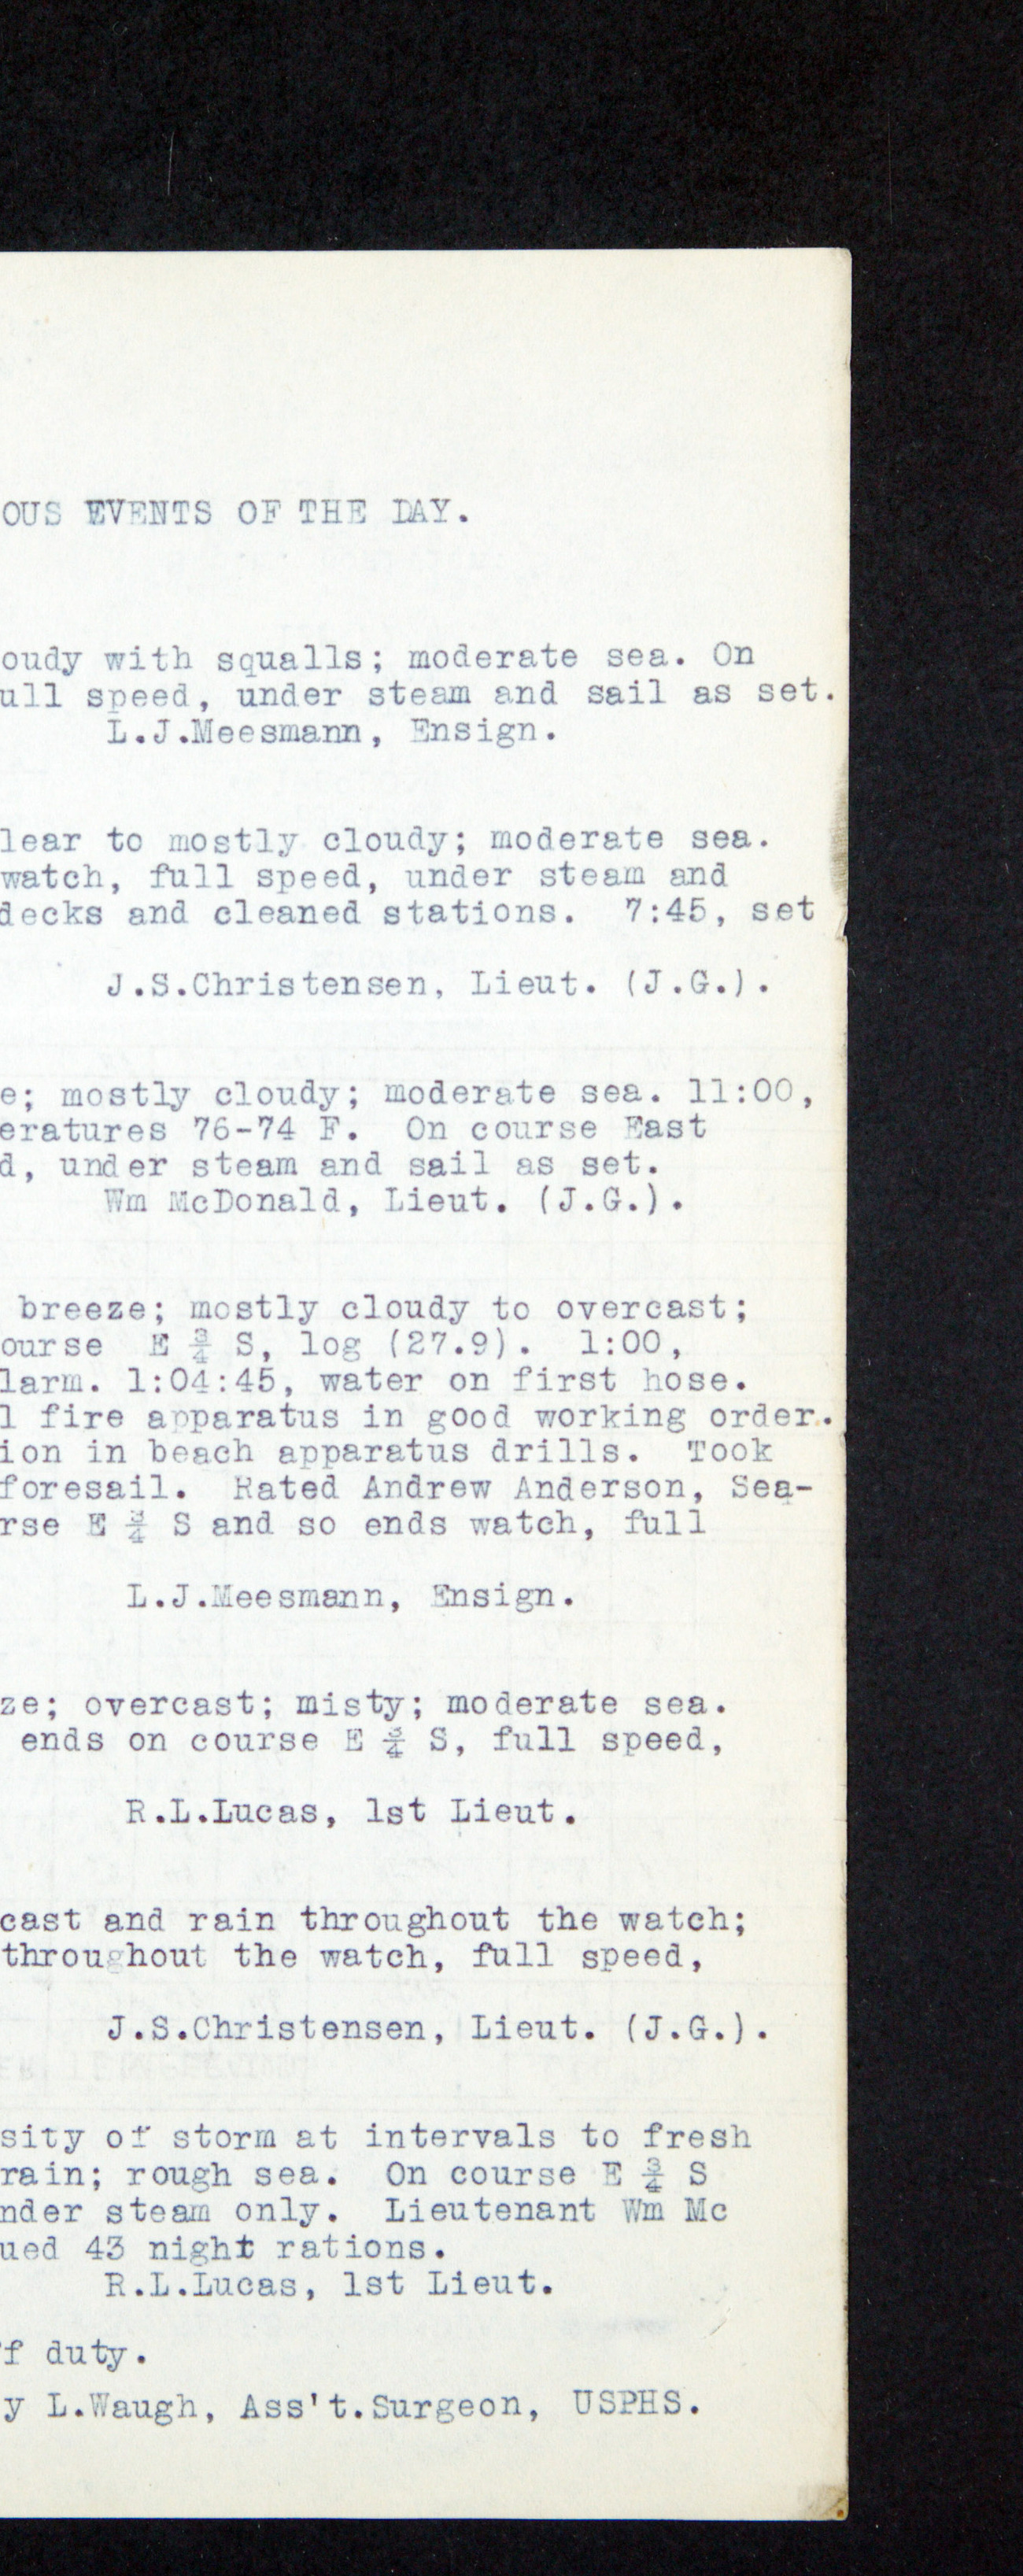 OUS EVENTS OF THE DAY.
oudy with squalls; moderate sea. On
ull speed, under steam and sail as set.
L.J.Meesmann, Ensign.
lear to mostly cloudy; moderate sea.
watch, full speed, under steam and
decks and cleaned stations. 7:45, set
J.S.Christensen, Lieut. (J.G.).
e; mostly cloudy; moderate sea. 11:00,
eratures 76-74 F. On course East
d, under steam and sail as set.
Wm McDonald, Lieut. (J.G.).
breeze; mostly cloudy to overcast;
ourse E ¾ S, log (27.9). 1:00,
larm. 1:04:45, water on first hose.
l fire apparatus in good working order.
ion in beach apparatus drills. Took
foresail. Rated Andrew Anderson, Sea-
rse E ¾ S and so ends watch, full
L.J.Meesmann, Ensign.
ze; overcast; misty; moderate sea.
ends on course E ¾ S, full speed,
R.L.Lucas, 1st Lieut.
cast and rain throughout the watch;
throughout the watch, full speed,
J.S.Christensen, Lieut. (J.G.).
sity of storm at intervals to fresh
rain; rough sea. On course E ¾ S
nder steam only. Lieutenant Wm Mc
ued 43 night rations.
R.L.Lucas, 1st Lieut.
f duty.
y L.Waugh, Ass't.Surgeon, USPHS.